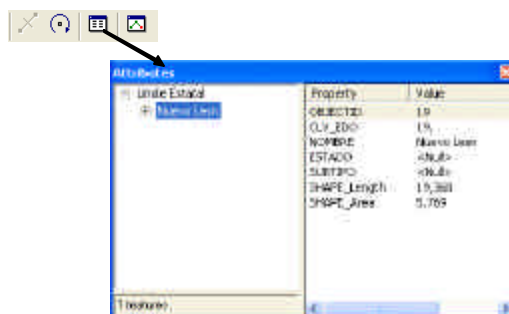 Attributes
Limite Estatal
Nuevo Leon
Property Value
OBJECTID 19
CLV_EDO 19
NOMBRE Nuevo Leon
ESTADO <Null>
SUBTIPO <Null>
SHAPE_Length 19,368
SHAPE_Area 5,769
1 features